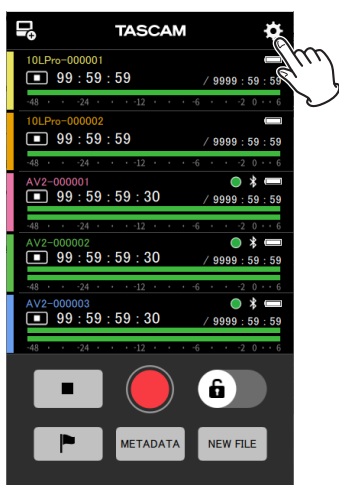 TASCAM
10LPro-000001
99 : 59 : 59 / 9999 : 59 : 59
-48 · · -24 · · · -12 · · · -6 · · -2 0 · · 6
10LPro-000002
99 : 59 : 59 / 9999 : 59 : 59
-48 · · -24 · · · -12 · · · -6 · · -2 0 · · 6
AV2-000001
99 : 59 : 59 : 30 / 9999 : 59 : 59
-48 · · -24 · · · -12 · · · -6 · · -2 0 · · 6
AV2-000002
99 : 59 : 59 : 30 / 9999 : 59 : 59
-48 · · -24 · · · -12 · · · -6 · · -2 0 · · 6
AV2-000003
99 : 59 : 59 : 30 / 9999 : 59 : 59
-48 · · -24 · · · -12 · · · -6 · · -2 0 · · 6
METADATA NEW FILE